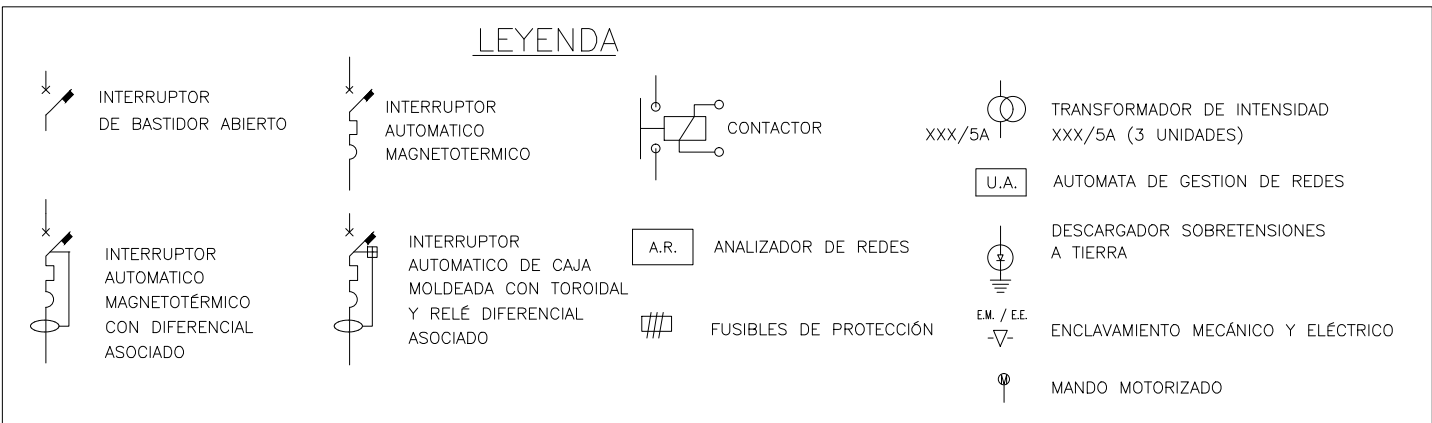 LEYENDA
INTERRUPTOR
DE BASTIDOR ABIERTO
INTERRUPTOR
AUTOMATICO
MAGNETOTERMICO
CONTACTOR
XXX/5A
TRANSFORMADOR DE INTENSIDAD
XXX/5A (3 UNIDADES)
U.A.
AUTOMATA DE GESTION DE REDES
INTERRUPTOR
AUTOMATICO
MAGNETOTÉRMICO
CON DIFERENCIAL
ASOCIADO
INTERRUPTOR
AUTOMATICO DE CAJA
MOLDEADA CON TOROIDAL
Y RELÉ DIFERENCIAL
ASOCIADO
A.R.
ANALIZADOR DE REDES
FUSIBLES DE PROTECCIÓN
DESCARGADOR SOBRETENSIONES
A TIERRA
E.M. / E.E.
ENCLAVAMIENTO MECÁNICO Y ELÉCTRICO
M
MANDO MOTORIZADO